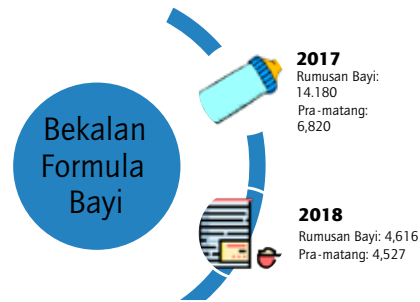 Bekalan
Formula
Bayi
2017
Rumusan Bayi:
14.180
Pra-matang:
6,820
2018
Rumusan Bayi: 4,616
Pra-matang: 4,527